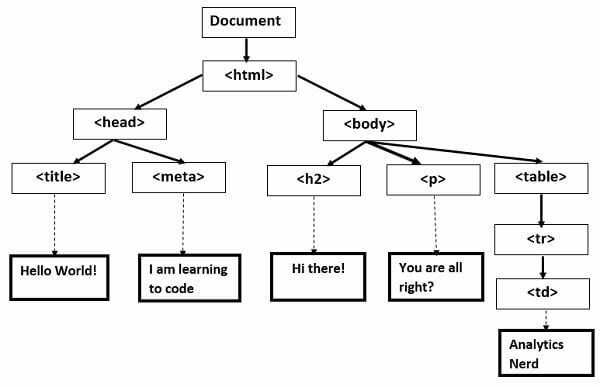 Document
<html>
<head>
<body>
<title>
<meta>
<h2>
<p>
<table>
<tr>
Hello World!
I am learning
to code
Hi there!
You are all
right?
<td>
Analytics
Nerd